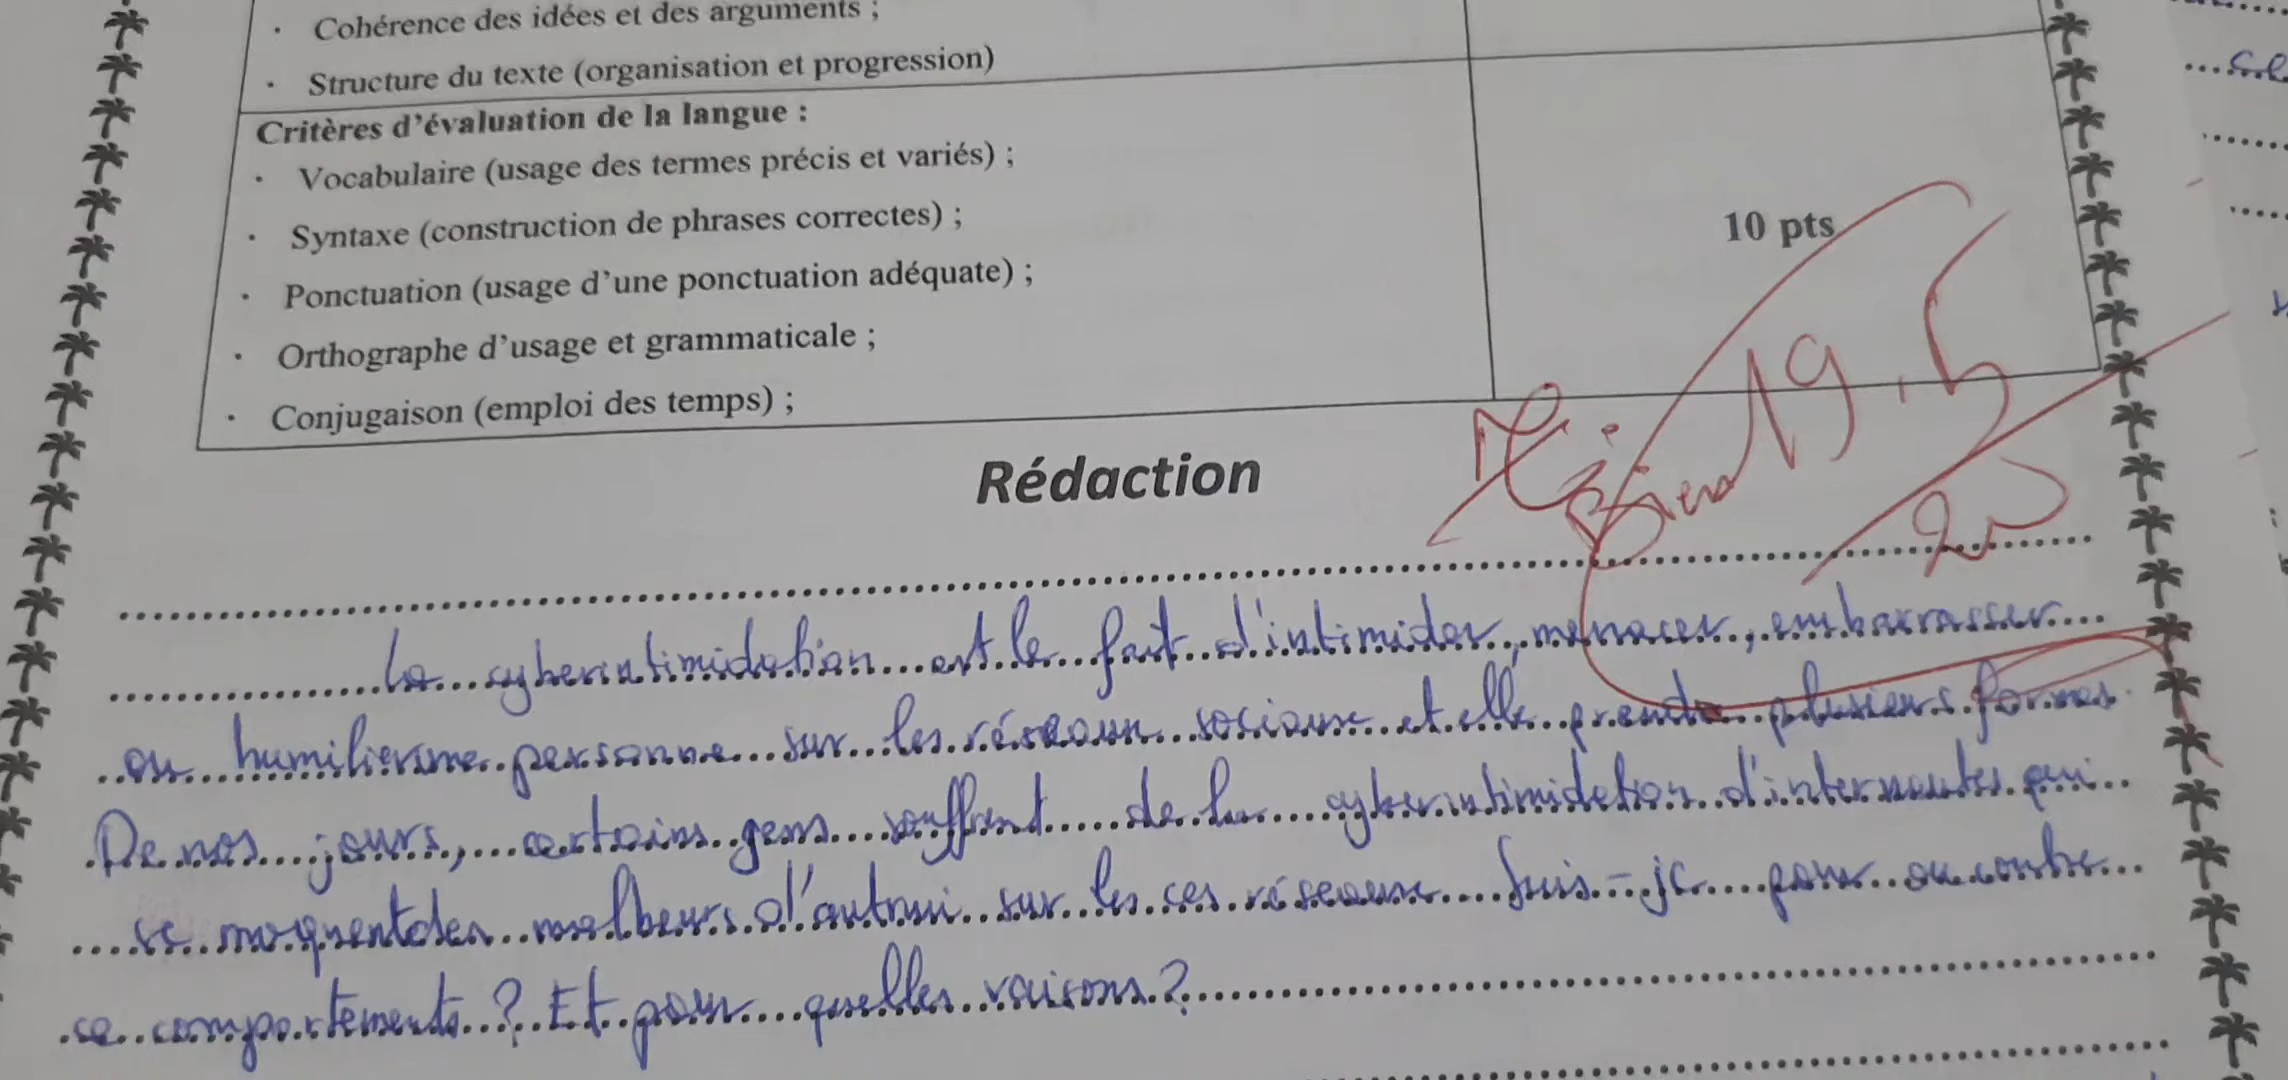 · Cohérence des idées et des arguments ;
· Structure du texte (organisation et progression)
Critères d'évaluation de la langue :
· Vocabulaire (usage des termes précis et variés) ;
· Syntaxe (construction de phrases correctes) ;
· Ponctuation (usage d'une ponctuation adéquate) ;
· Orthographe d'usage et grammaticale ;
· Conjugaison (emploi des temps) ;
10 pts
Rédaction
Bien 19,5
20
La cyberintimidation est le fait d'intimider, menacer, embarrasser
ou humilier une personne sur les réseaux sociaux et elle prend plusieurs formes
De nos jours, certains gens souffrent de la cyberintimidation d'internautes qui
se moquent des malheurs d'autrui sur les ces réseaux Suis-je pour ou contre
ce comportements ? Et pour quelles raisons ?
ce